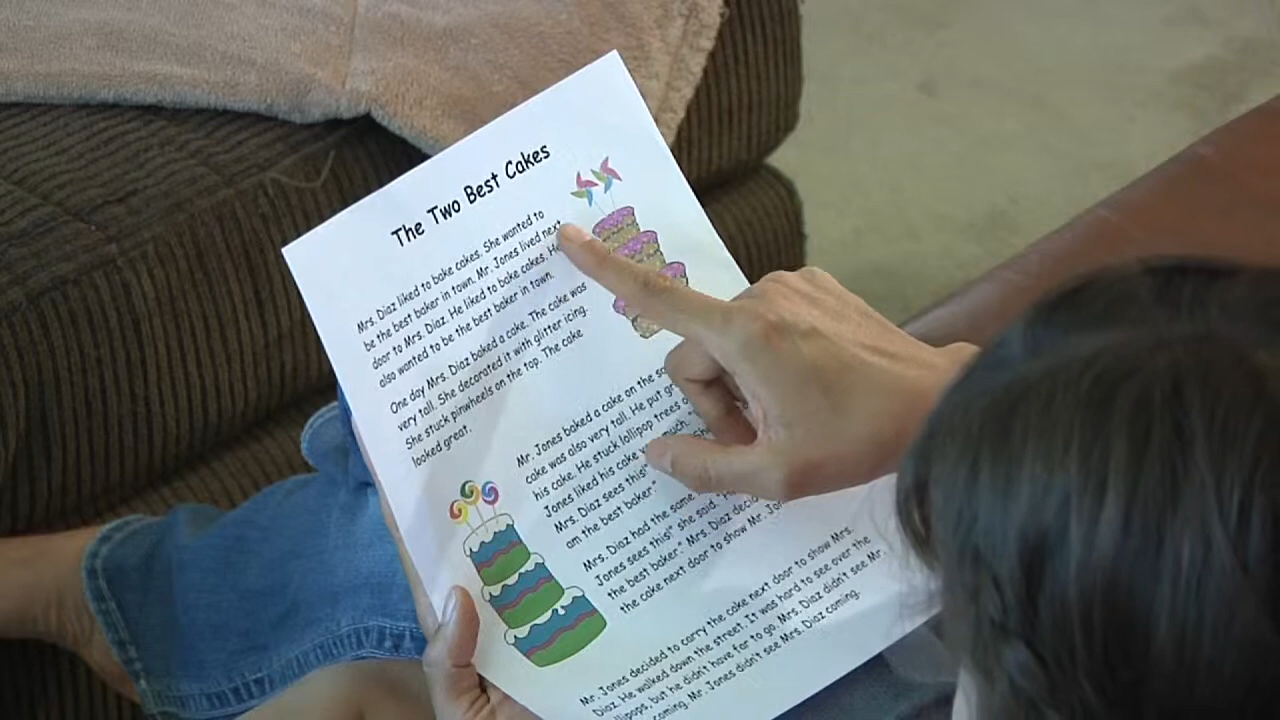 The Two Best Cakes
Mrs. Diaz liked to bake cakes. She wanted to
be the best baker in town. Mr. Jones lived next
door to Mrs. Diaz. He liked to bake cakes. He
also wanted to be the best baker in town.
One day Mrs. Diaz baked a cake. The cake was
very tall. She decorated it with glitter icing.
She stuck pinwheels on the top. The cake
looked great.
Mr. Jones baked a cake on the
cake was also very tall. He put
his cake. He stuck lollipop trees
Jones liked his cake much."
Mrs. Diaz sees this"
am the best baker."
Mrs. Diaz had the same
Jones sees this!" she said.
the best baker." Mrs. Diaz
the cake next door to show Mr.
Mr. Jones decided to carry the cake next door to show Mrs.
Diaz. He walked down the street. It was hard to see over the
but he didn't have far to go. Mrs. Diaz didn't see Mr.
coming. Mr. Jones didn't see Mrs. Diaz coming.